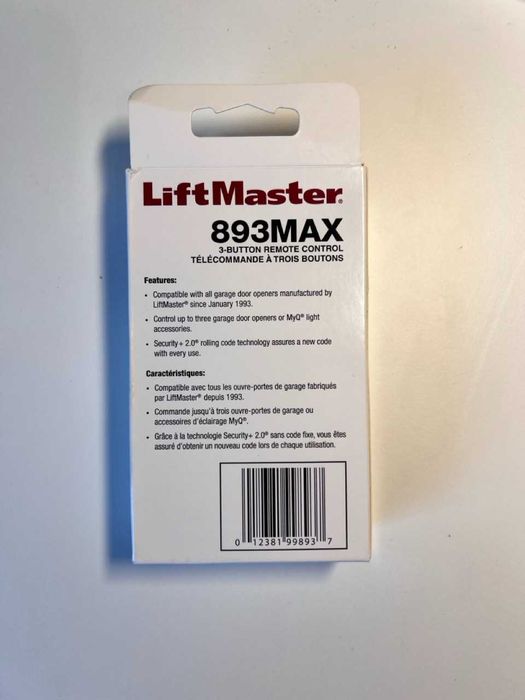 LiftMaster®
893MAX
3-BUTTON REMOTE CONTROL
TÉLÉCOMMANDE À TROIS BOUTONS
Features:
• Compatible with all garage door openers manufactured by
LiftMaster® since January 1993.
• Control up to three garage door openers or MyQ® light
accessories.
• Security+ 2.0® rolling code technology assures a new code
with every use.
Caractéristiques:
• Compatible avec tous les ouvre-portes de garage fabriqués
par LiftMaster® depuis 1993.
• Commande jusqu'à trois ouvre-portes de garage ou
accessoires d'éclairage MyQ®.
• Grâce à la technologie Security+ 2.0® sans code fixe, vous êtes
assuré d'obtenir un nouveau code lors de chaque utilisation.
0 12381 99893 7